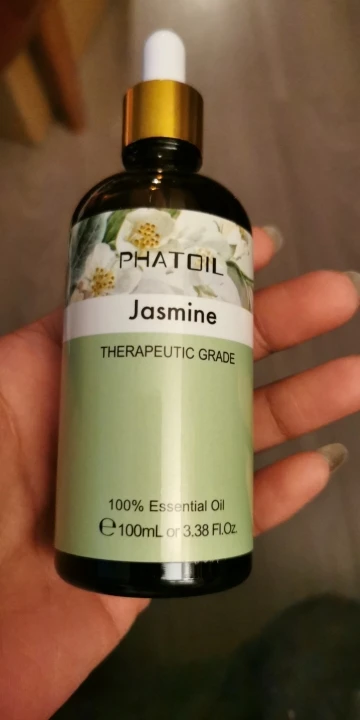 PHATOIL
Jasmine
THERAPEUTIC GRADE
100% Essential Oil
℮100mL or 3.38 Fl.Oz.